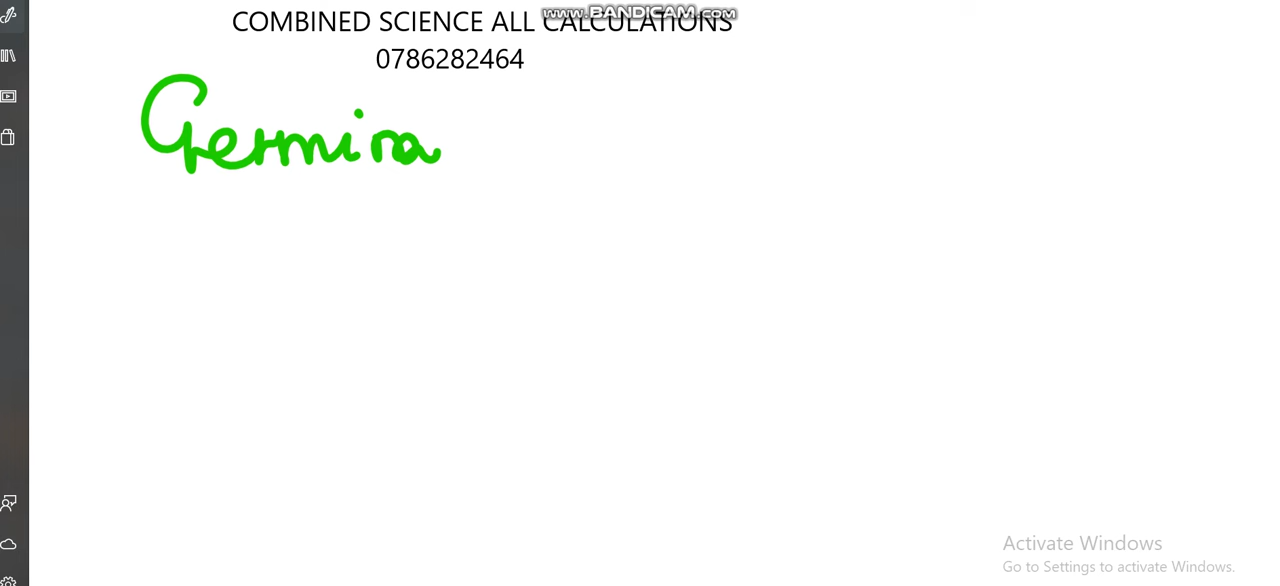 www.BANDICAM.com
COMBINED SCIENCE ALL CALCULATIONS
0786282464
Germina
Activate Windows
Go to Settings to activate Windows.